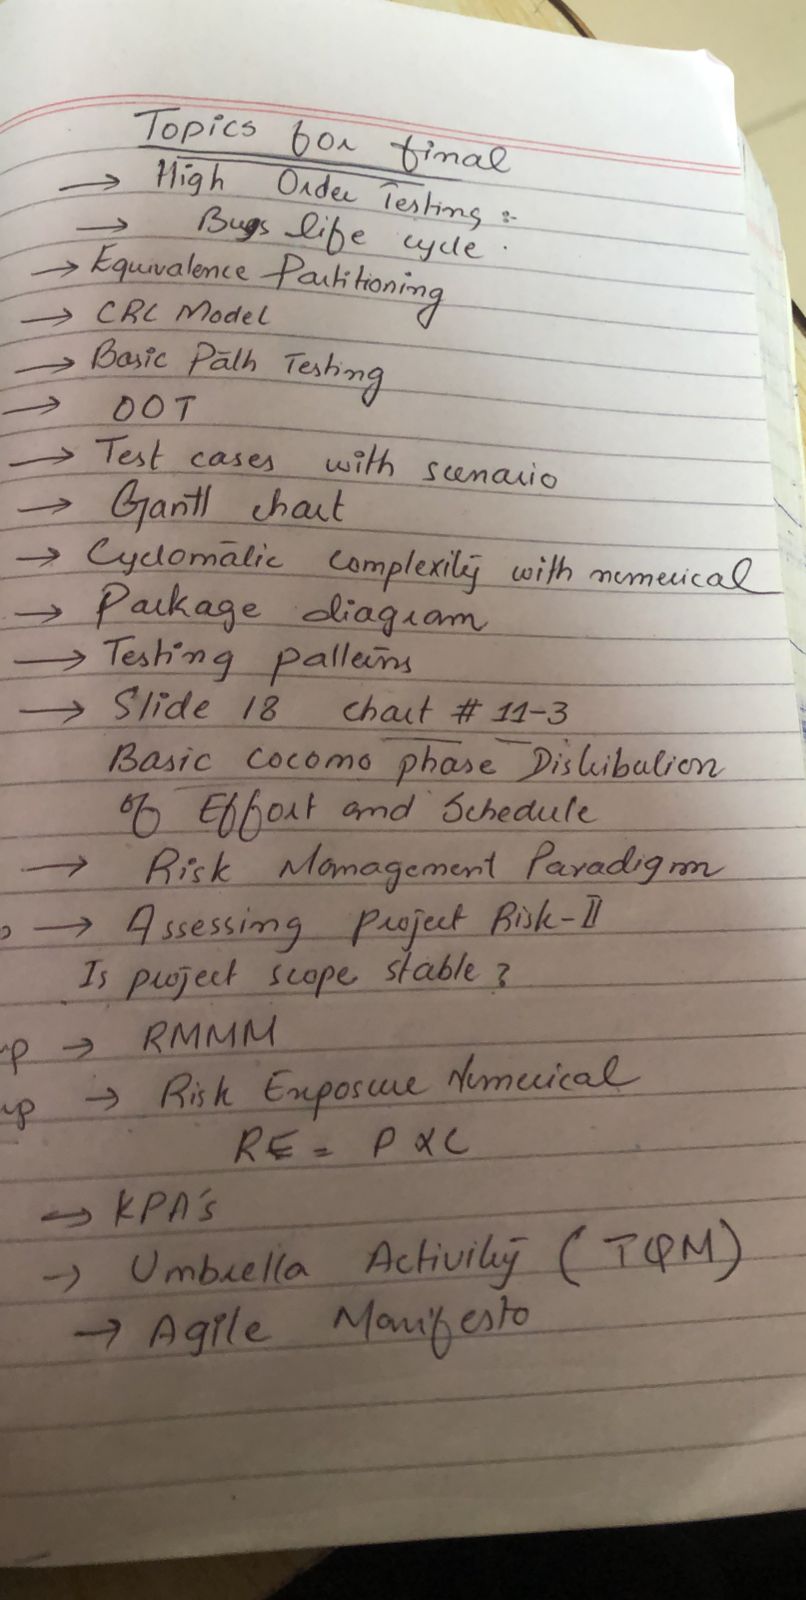 Topics for final
→ High Order Testing :-
→ Bugs life cycle .
→ Equivalence Partitioning
→ CRC Model
→ Basic Path Testing
→ OOT
→ Test cases with scenario
→ Gantt chart
→ Cyclomatic complexity with numerical
→ Package diagram
→ Testing patterns
→ Slide 18 chart # 11-3
Basic cocomo phase Distribution
of Effort and Schedule
→ Risk Management Paradigm
→ Assessing project Risk-II
Is project scope stable ?
→ RMMM
→ Risk Exposure Numerical
RE = P x C
→ KPA's
→ Umbrella Activity (TQM)
→ Agile Manifesto